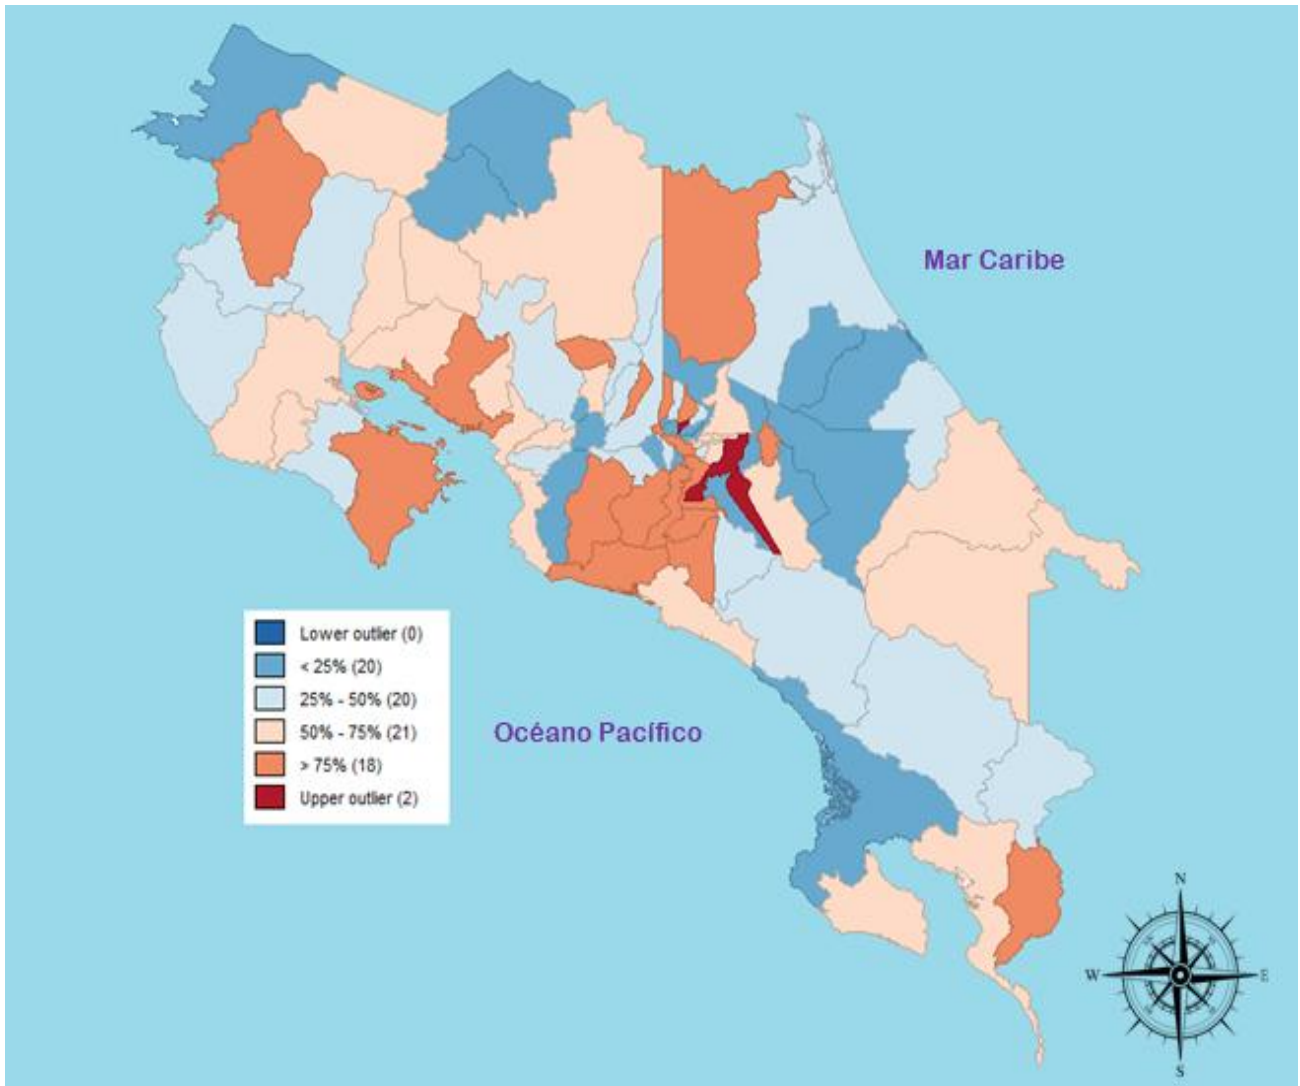 Mar Caribe
Lower outlier (0)
< 25% (20)
25% - 50% (20)
50% - 75% (21)
> 75% (18)
Upper outlier (2)
Océano Pacífico
N
W
E
S